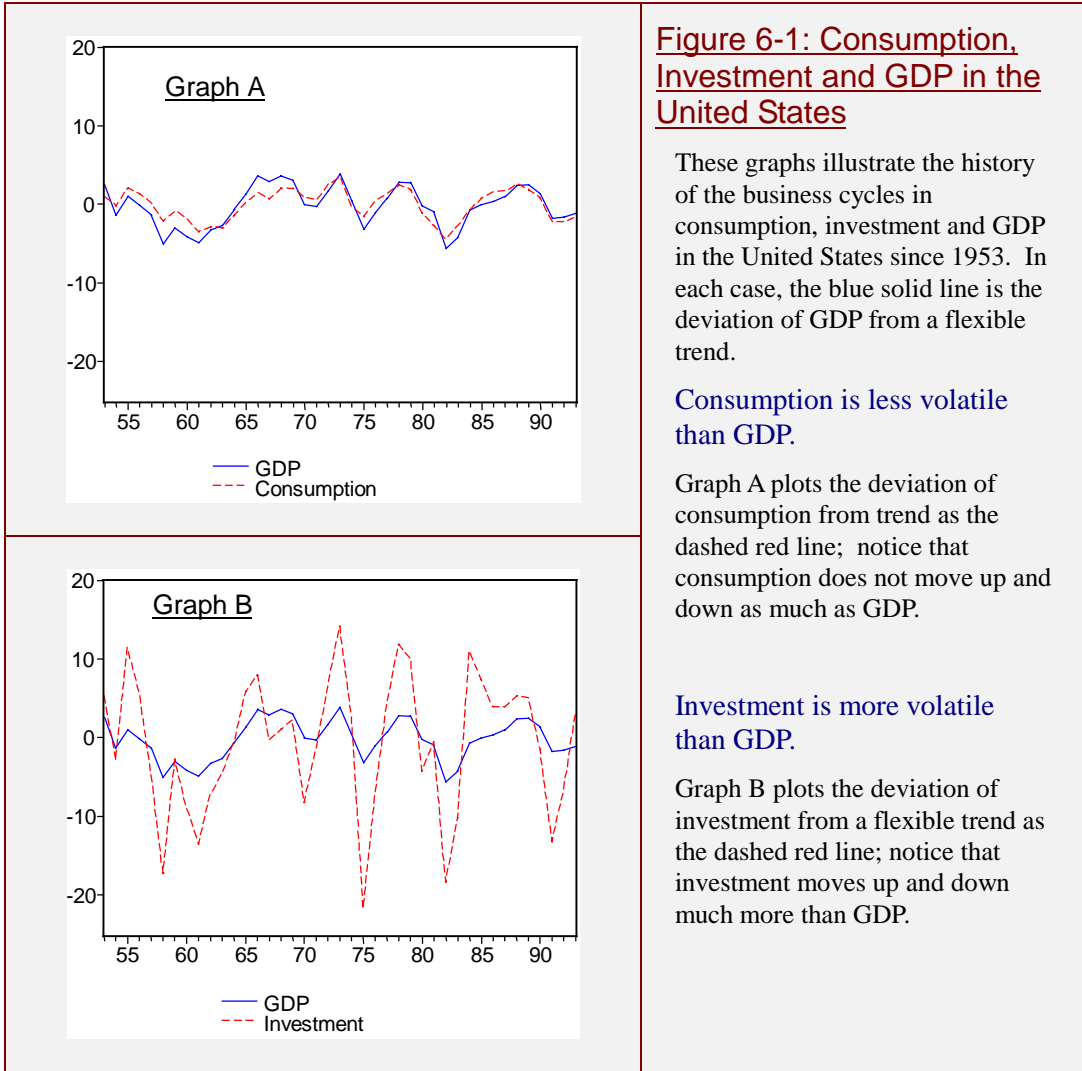 20
Graph A
10
0
-10
-20
55 60 65 70 75 80 85 90
GDP
Consumption
20
Graph B
10
0
-10
-20
55 60 65 70 75 80 85 90
GDP
Investment
Figure 6-1: Consumption,
Investment and GDP in the
United States
These graphs illustrate the history
of the business cycles in
consumption, investment and GDP
in the United States since 1953. In
each case, the blue solid line is the
deviation of GDP from a flexible
trend.
Consumption is less volatile
than GDP.
Graph A plots the deviation of
consumption from trend as the
dashed red line; notice that
consumption does not move up and
down as much as GDP.
Investment is more volatile
than GDP.
Graph B plots the deviation of
investment from a flexible trend as
the dashed red line; notice that
investment moves up and down
much more than GDP.